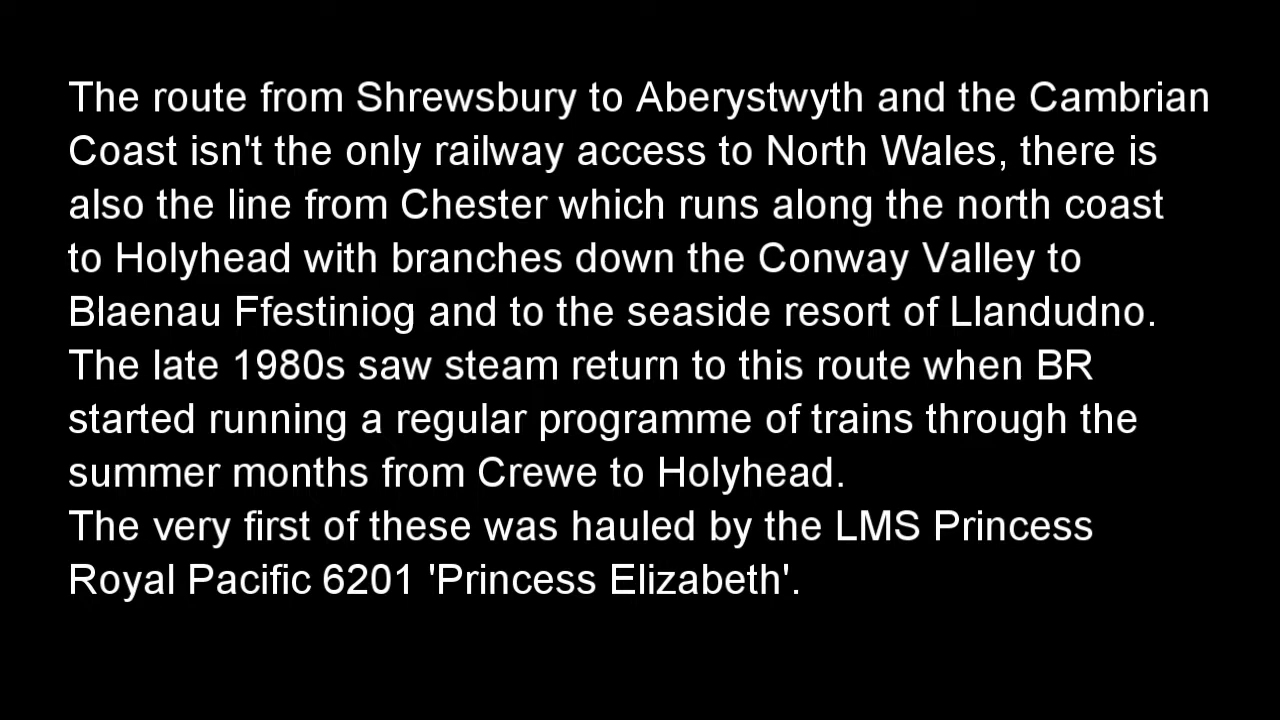 The route from Shrewsbury to Aberystwyth and the Cambrian
Coast isn't the only railway access to North Wales, there is
also the line from Chester which runs along the north coast
to Holyhead with branches down the Conway Valley to
Blaenau Ffestiniog and to the seaside resort of Llandudno.
The late 1980s saw steam return to this route when BR
started running a regular programme of trains through the
summer months from Crewe to Holyhead.
The very first of these was hauled by the LMS Princess
Royal Pacific 6201 'Princess Elizabeth'.